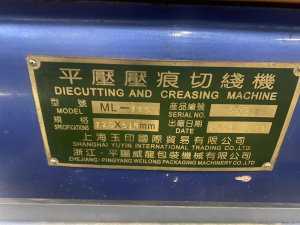 平壓壓痕切綫機
DIECUTTING AND CREASING MACHINE
型號 MODEL ML- 產品編號 SERIAL NO.
規格 SPECIFICATIONS mm 出廠日期 DATE
上海玉印國際貿易有限公司
SHANGHAI YUYIN INTERNATIONAL TRADING CO.LTD.
浙江·平陽威龍包裝機械有限公司
ZHEJIANG·PINGYANG WEILONG PACKAGING MACHINERY CO.LTD